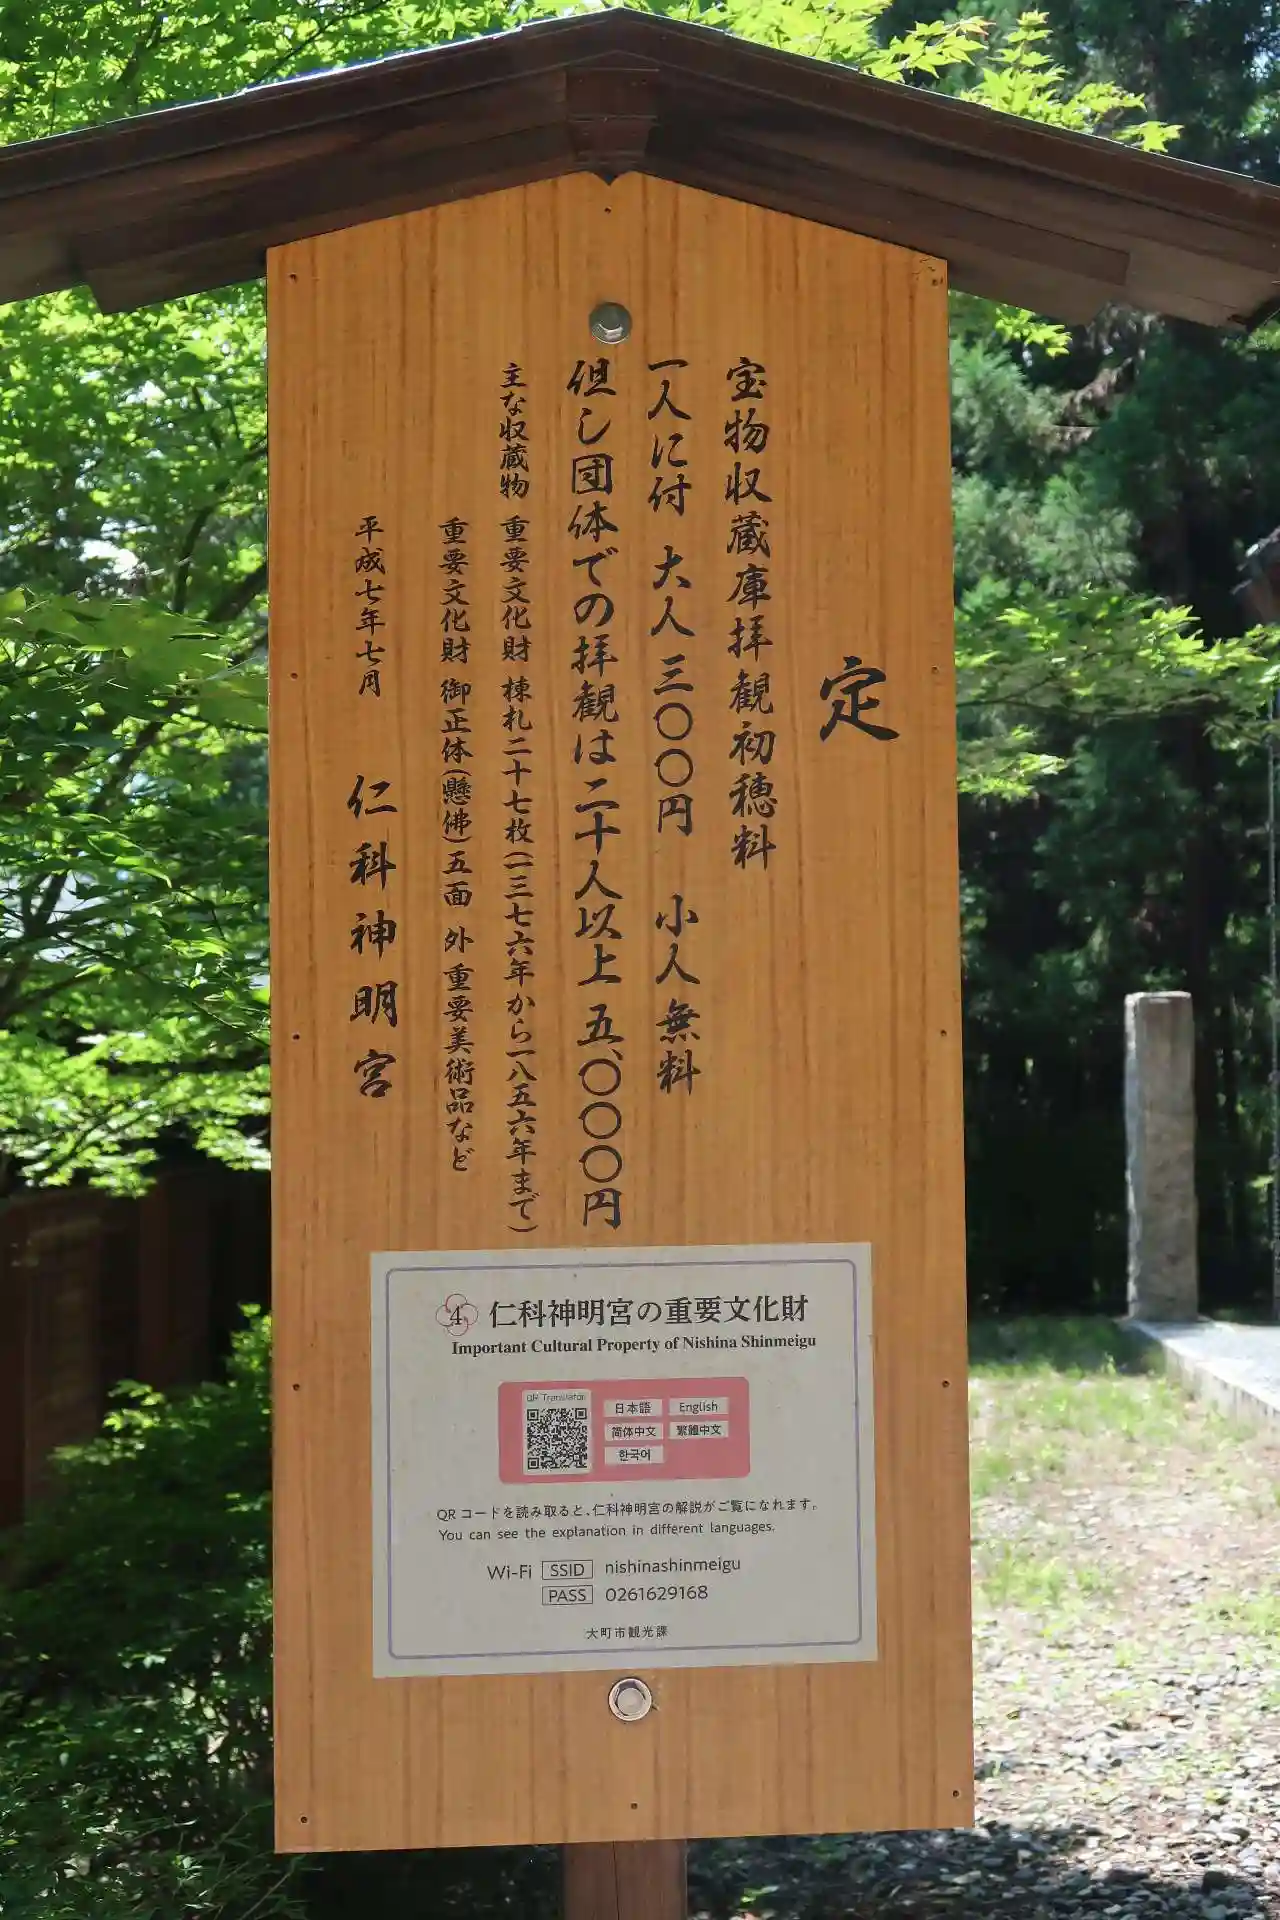 定
宝物収蔵庫拝観初穂料
一人に付 大人三〇〇円 小人無料
但し団体での拝観は二十人以上 五、〇〇〇円
主な収蔵物 重要文化財 棟札二十七枚(一三七六年から一八五六年まで)
重要文化財 御正体(懸佛)五面 外 重要美術品など
平成七年七月 仁科神明宮
4 仁科神明宮の重要文化財
Important Cultural Property of Nishina Shinmeigu
QR Translator
日本語 English
简体中文 繁體中文
한국어
QRコードを読み取ると、仁科神明宮の解説がご覧になれます。
You can see the explanation in different languages.
Wi-Fi SSID nishinashinmeigu
PASS 0261629168
大町市観光課